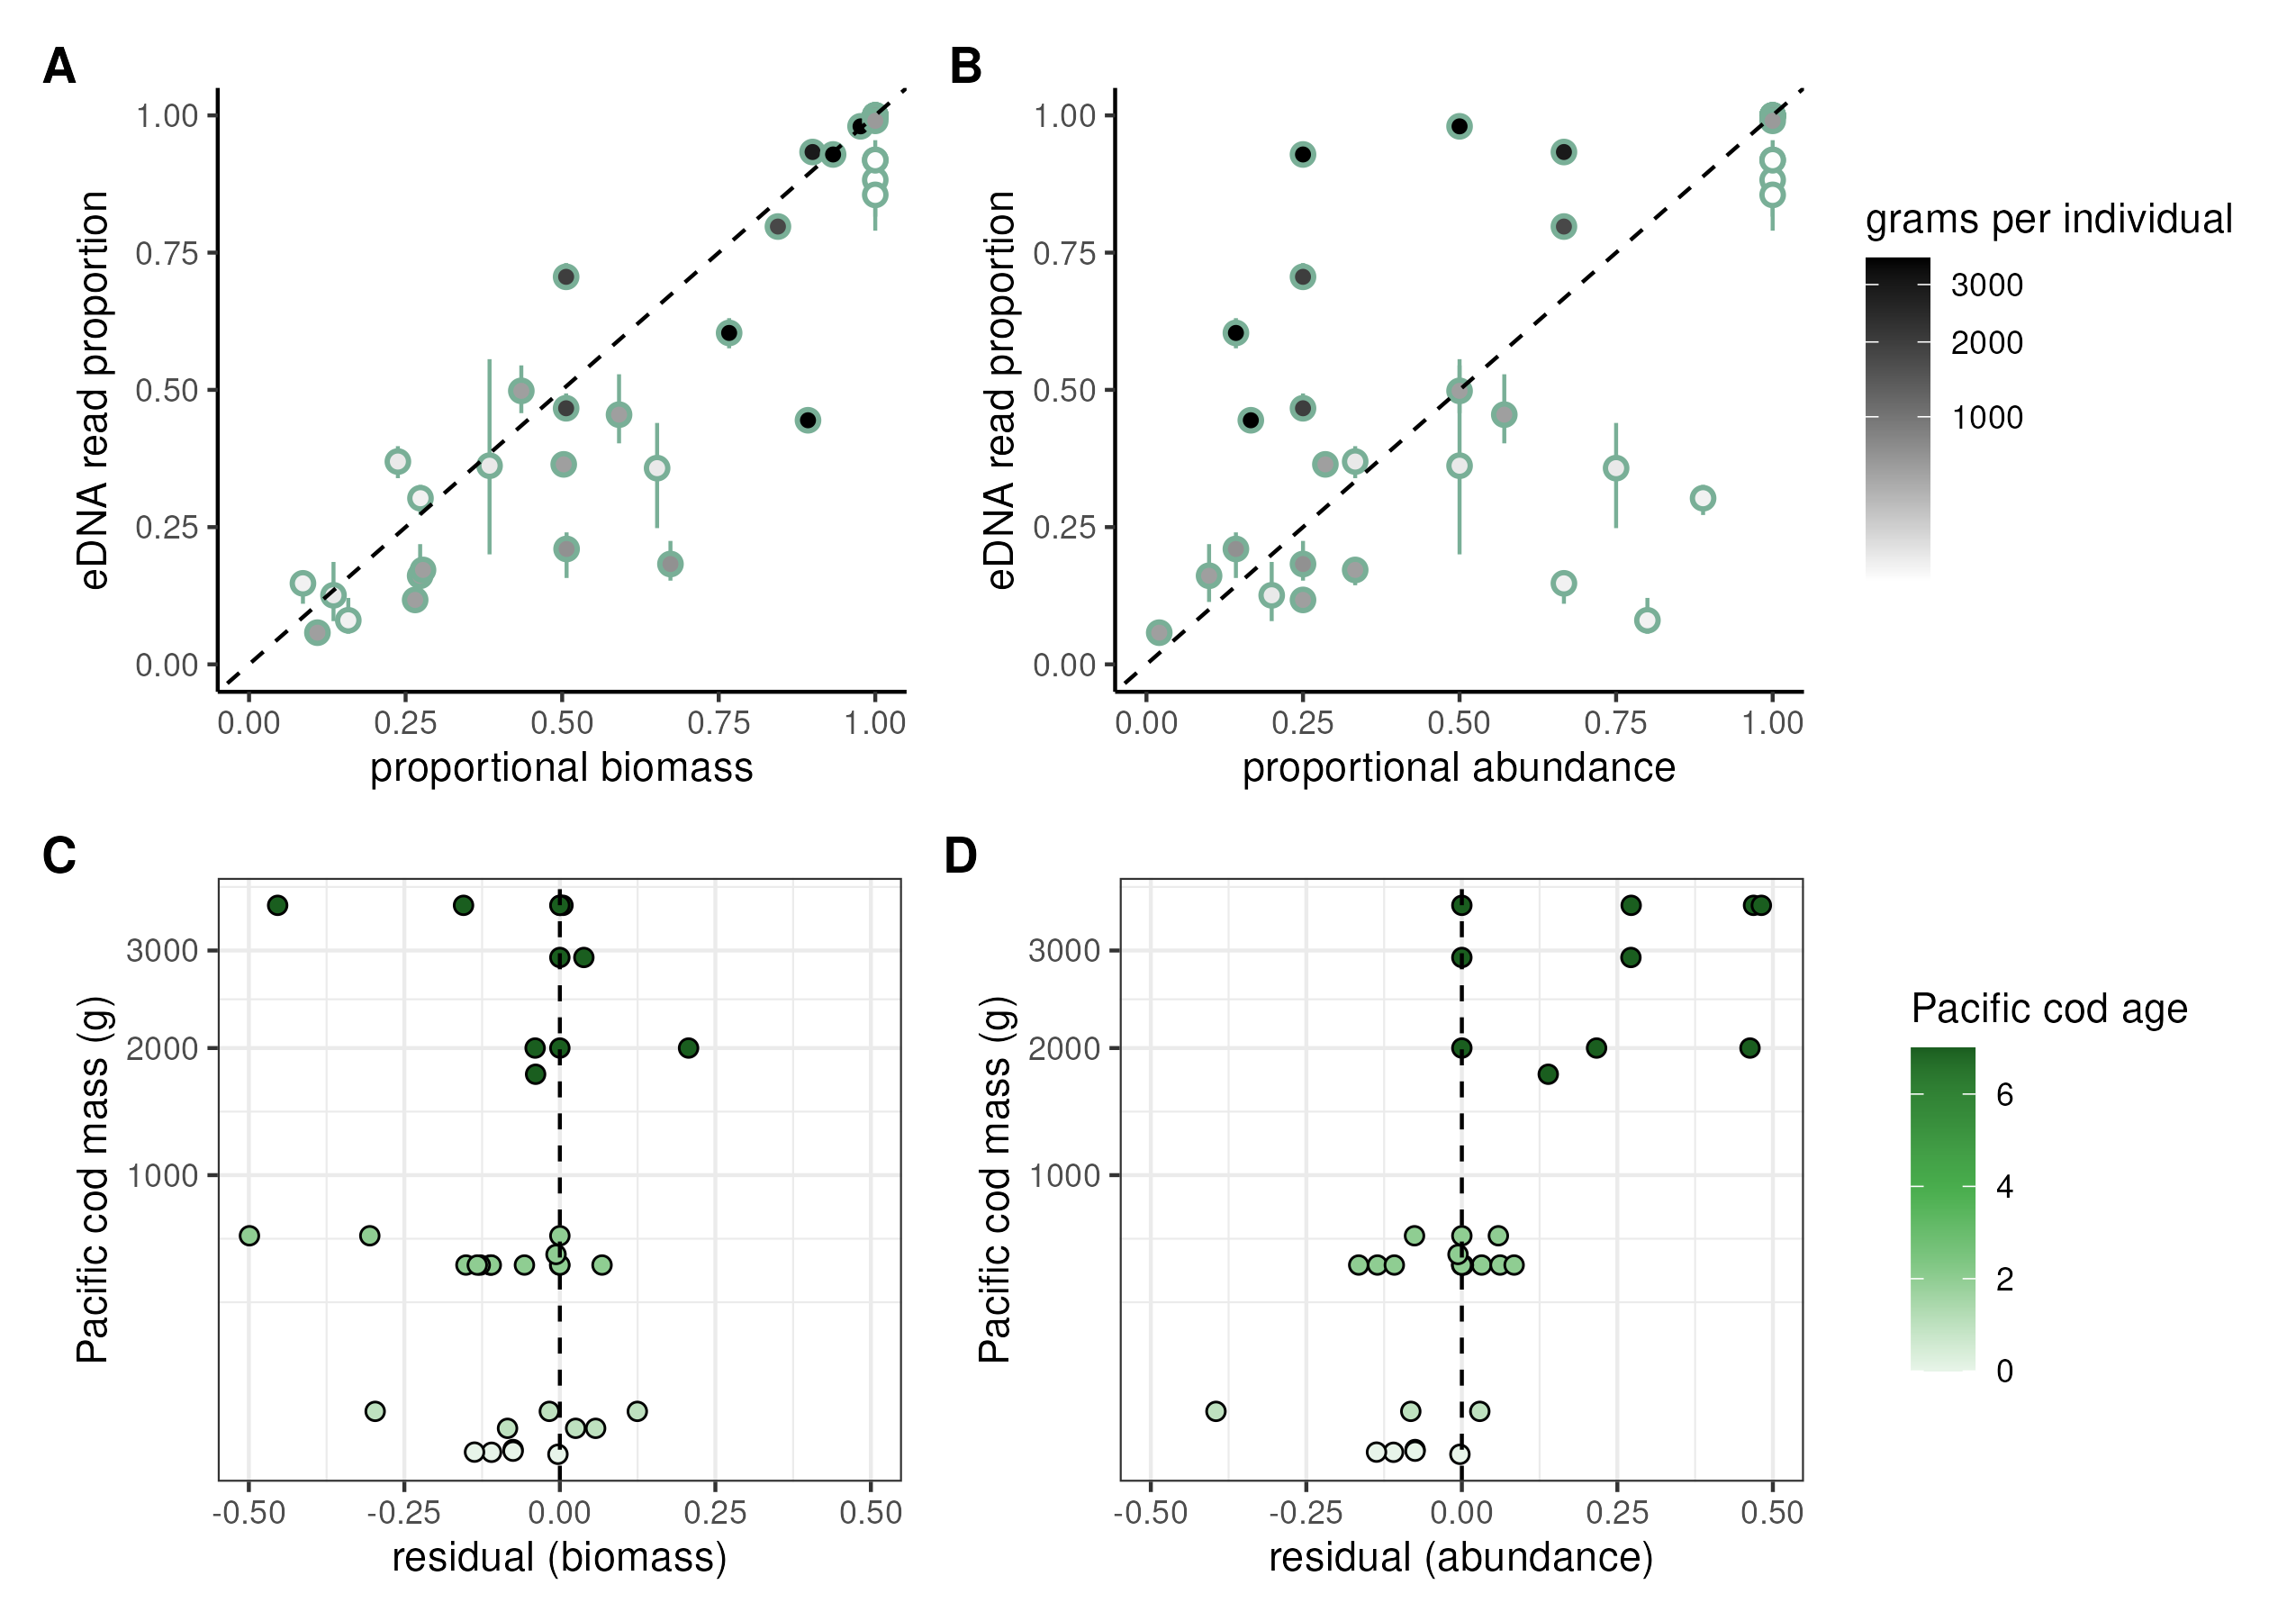 A
1.00
0.75
0.50
0.25
0.00
eDNA read proportion
0.00 0.25 0.50 0.75 1.00
proportional biomass
B
1.00
0.75
0.50
0.25
0.00
eDNA read proportion
0.00 0.25 0.50 0.75 1.00
proportional abundance
grams per individual
3000
2000
1000
C
3000
2000
1000
Pacific cod mass (g)
-0.50 -0.25 0.00 0.25 0.50
residual (biomass)
D
3000
2000
1000
Pacific cod mass (g)
-0.50 -0.25 0.00 0.25 0.50
residual (abundance)
Pacific cod age
6
4
2
0